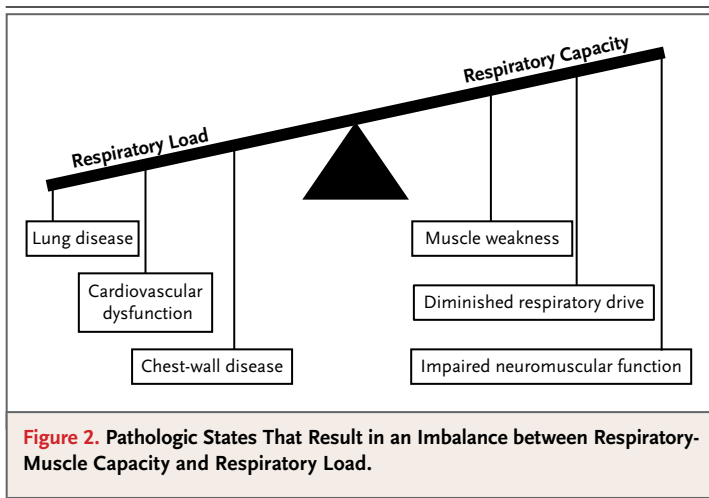 Respiratory Capacity
Respiratory Load
Lung disease
Cardiovascular
dysfunction
Chest-wall disease
Muscle weakness
Diminished respiratory drive
Impaired neuromuscular function
Figure 2. Pathologic States That Result in an Imbalance between Respiratory-
Muscle Capacity and Respiratory Load.